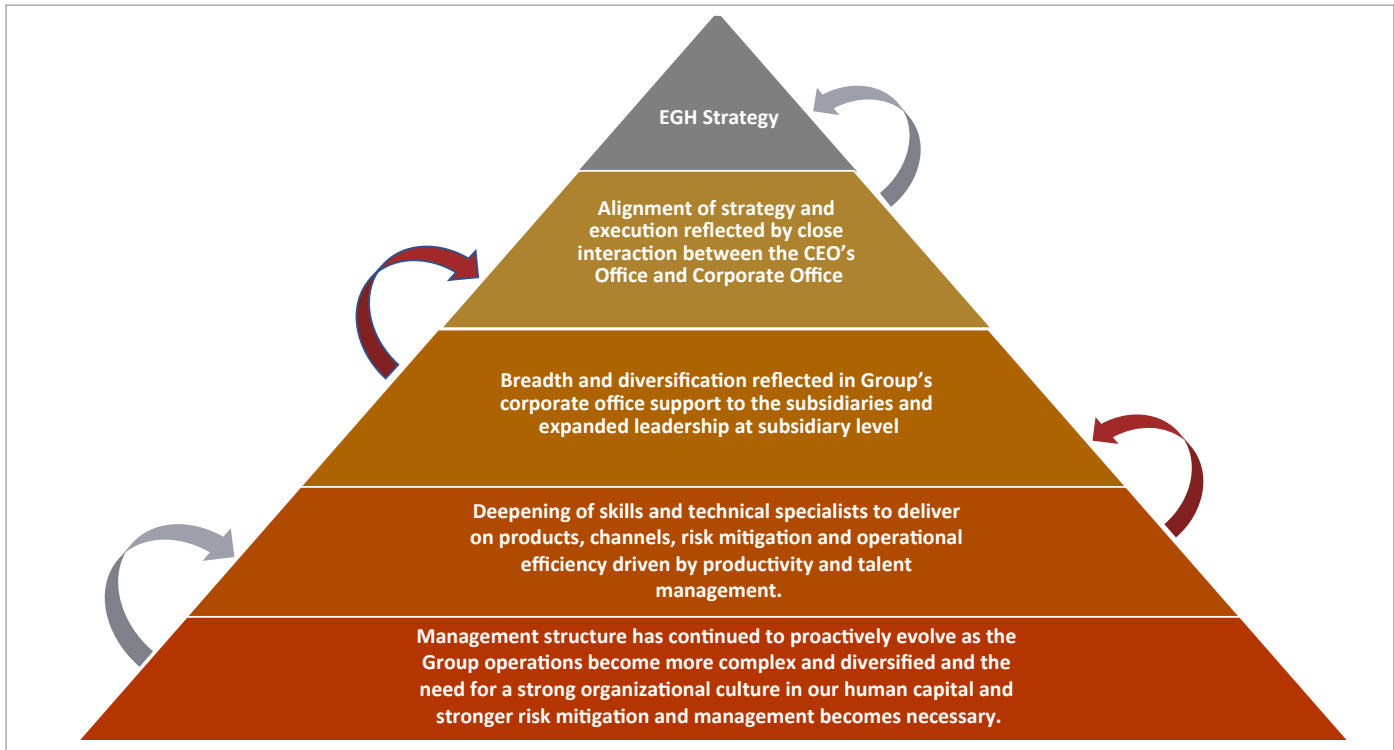 EGH Strategy
Alignment of strategy and
execution reflected by close
interaction between the CEO's
Office and Corporate Office
Breadth and diversification reflected in Group's
corporate office support to the subsidiaries and
expanded leadership at subsidiary level
Deepening of skills and technical specialists to deliver
on products, channels, risk mitigation and operational
efficiency driven by productivity and talent
management.
Management structure has continued to proactively evolve as the
Group operations become more complex and diversified and the
need for a strong organizational culture in our human capital and
stronger risk mitigation and management becomes necessary.